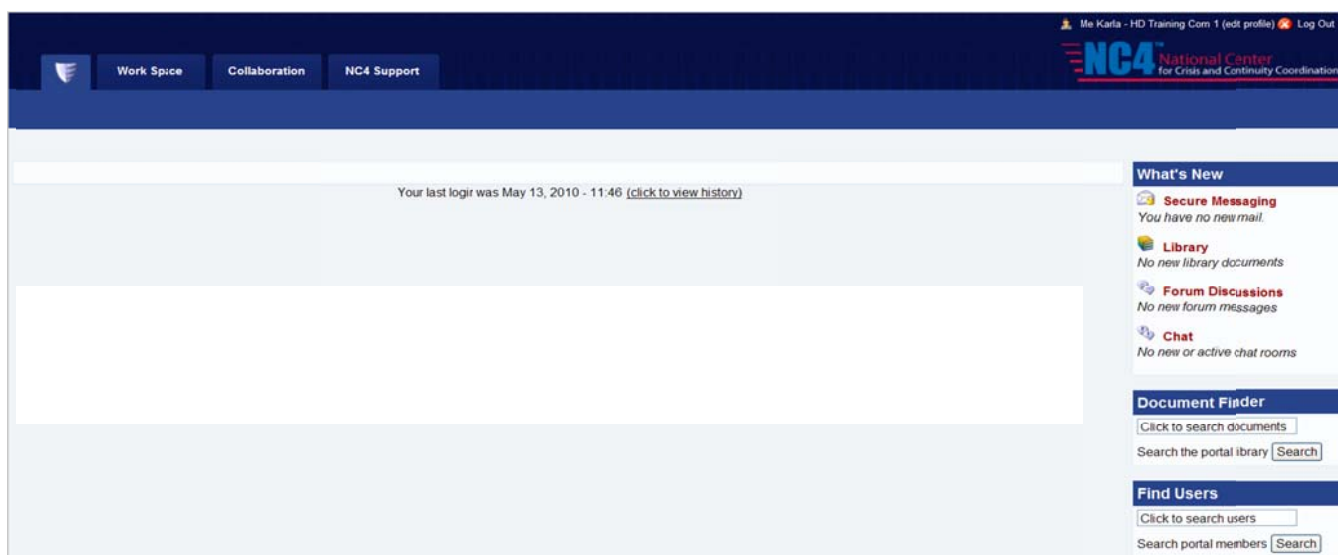 Me Karla - HD Training Com 1 (edt profile) Log Out
Work Space Collaboration NC4 Support
NC4™ National Center
for Crisis and Continuity Coordination
Your last logir was May 13, 2010 - 11:46 (click to view history)
What's New
Secure Messaging
You have no new mail.
Library
No new library documents
Forum Discussions
No new forum messages
Chat
No new or active chat rooms
Document Finder
Click to search documents
Search the portal ibrary Search
Find Users
Click to search users
Search portal members Search